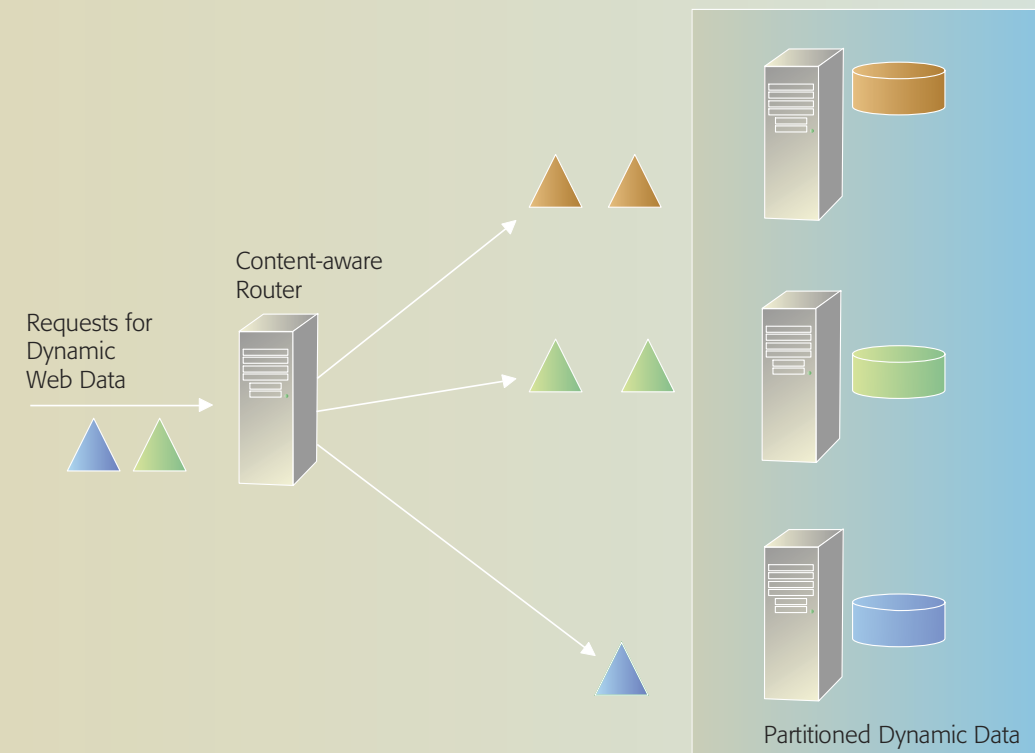 Content-aware
Router
Requests for
Dynamic
Web Data
Partitioned Dynamic Data